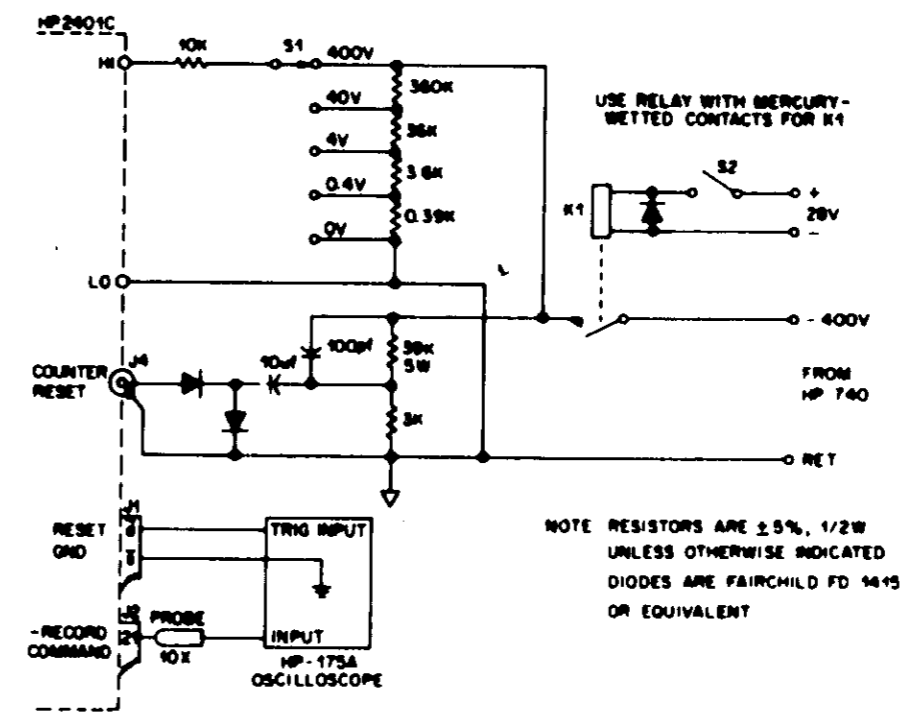 HP2401C
HI
10K
S1
400V
360K
40V
36K
4V
3.6K
0.4V
0.39K
0V
LO
USE RELAY WITH MERCURY-
WETTED CONTACTS FOR K1
S2
K1
+
28V
-
- 400V
FROM
HP 740
RET
J4
COUNTER
RESET
10uf
100pf
39K
5W
3K
J1
RESET
GND
TRIG INPUT
J2
-RECORD
COMMAND
21
PROBE
10X
INPUT
HP-175A
OSCILLOSCOPE
NOTE RESISTORS ARE ±5%, 1/2W
UNLESS OTHERWISE INDICATED
DIODES ARE FAIRCHILD FD
OR EQUIVALENT